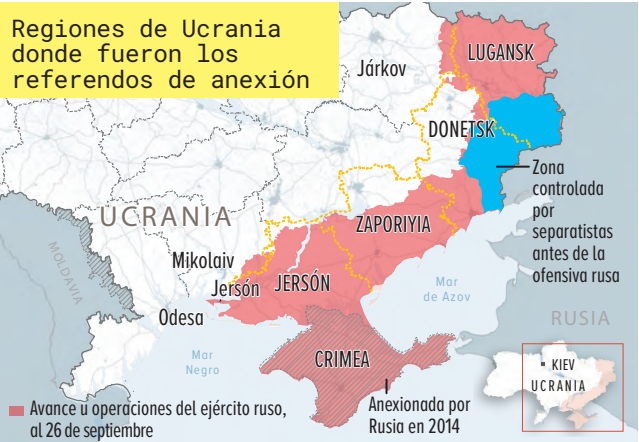 Regiones de Ucrania
donde fueron los
referendos de anexión
LUGANSK
Járkov
DONETSK
Zona
controlada
por
separatistas
antes de la
ofensiva rusa
UCRANIA
ZAPORIYIA
MOLDAVIA
Mikolaiv
Jersón
JERSÓN
Odesa
Mar
de Azov
RUSIA
Mar
Negro
CRIMEA
KIEV
UCRANIA
Avance u operaciones del ejército ruso,
al 26 de septiembre
Anexionada por
Rusia en 2014